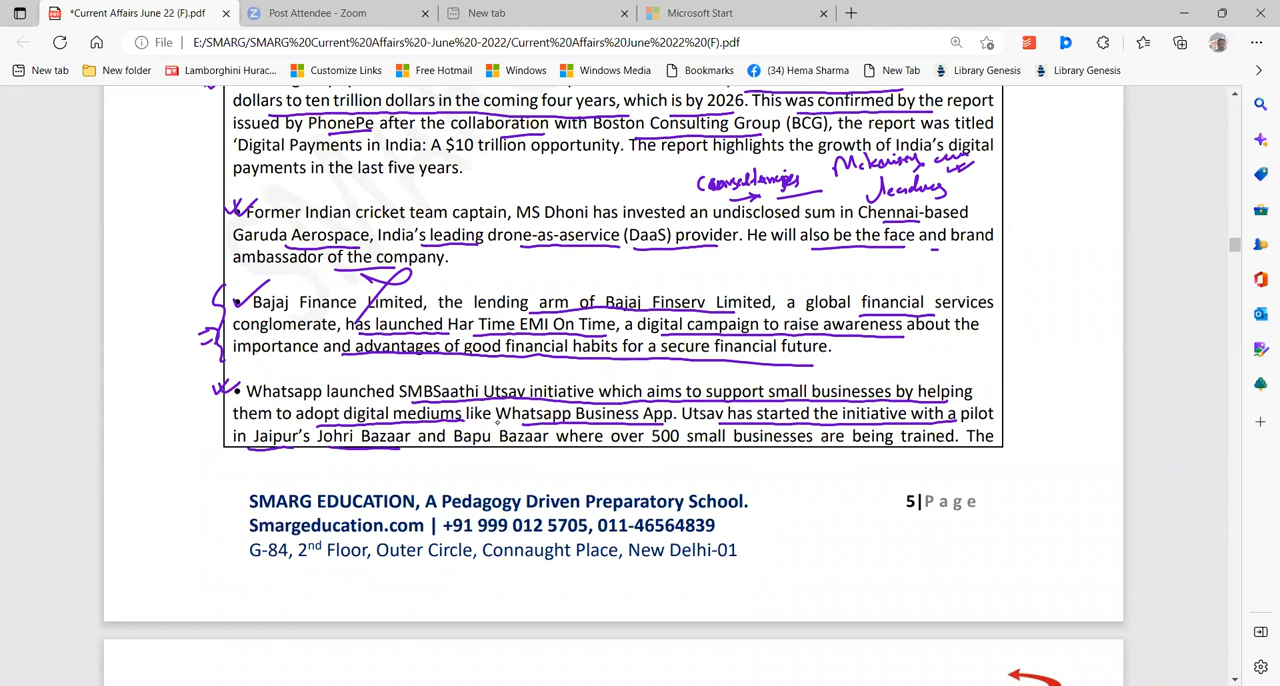 *Current Affairs June 22 (F).pdf
Post Attendee - Zoom
New tab
Microsoft Start
File
E:/SMARG/SMARG%20Current%20Affairs%20-June%20-2022/Current%20Affairs%20June%2022%20(F).pdf
New tab
New folder
Lamborghini Hurac...
Customize Links
Free Hotmail
Windows
Windows Media
Bookmarks
(34) Hema Sharma
New Tab
Library Genesis
Library Genesis
dollars to ten trillion dollars in the coming four years, which is by 2026. This was confirmed by the report
issued by PhonePe after the collaboration with Boston Consulting Group (BCG), the report was titled
‘Digital Payments in India: A $10 trillion opportunity. The report highlights the growth of India’s digital
payments in the last five years.
Consultancies
leaders
• Former Indian cricket team captain, MS Dhoni has invested an undisclosed sum in Chennai-based
Garuda Aerospace, India’s leading drone-as-aservice (DaaS) provider. He will also be the face and brand
ambassador of the company.
• Bajaj Finance Limited, the lending arm of Bajaj Finserv Limited, a global financial services
conglomerate, has launched Har Time EMI On Time, a digital campaign to raise awareness about the
importance and advantages of good financial habits for a secure financial future.
• Whatsapp launched SMBSaathi Utsav initiative which aims to support small businesses by helping
them to adopt digital mediums like Whatsapp Business App. Utsav has started the initiative with a pilot
in Jaipur’s Johri Bazaar and Bapu Bazaar where over 500 small businesses are being trained. The
SMARG EDUCATION, A Pedagogy Driven Preparatory School.
5|Page
Smargeducation.com | +91 999 012 5705, 011-46564839
G-84, 2nd Floor, Outer Circle, Connaught Place, New Delhi-01